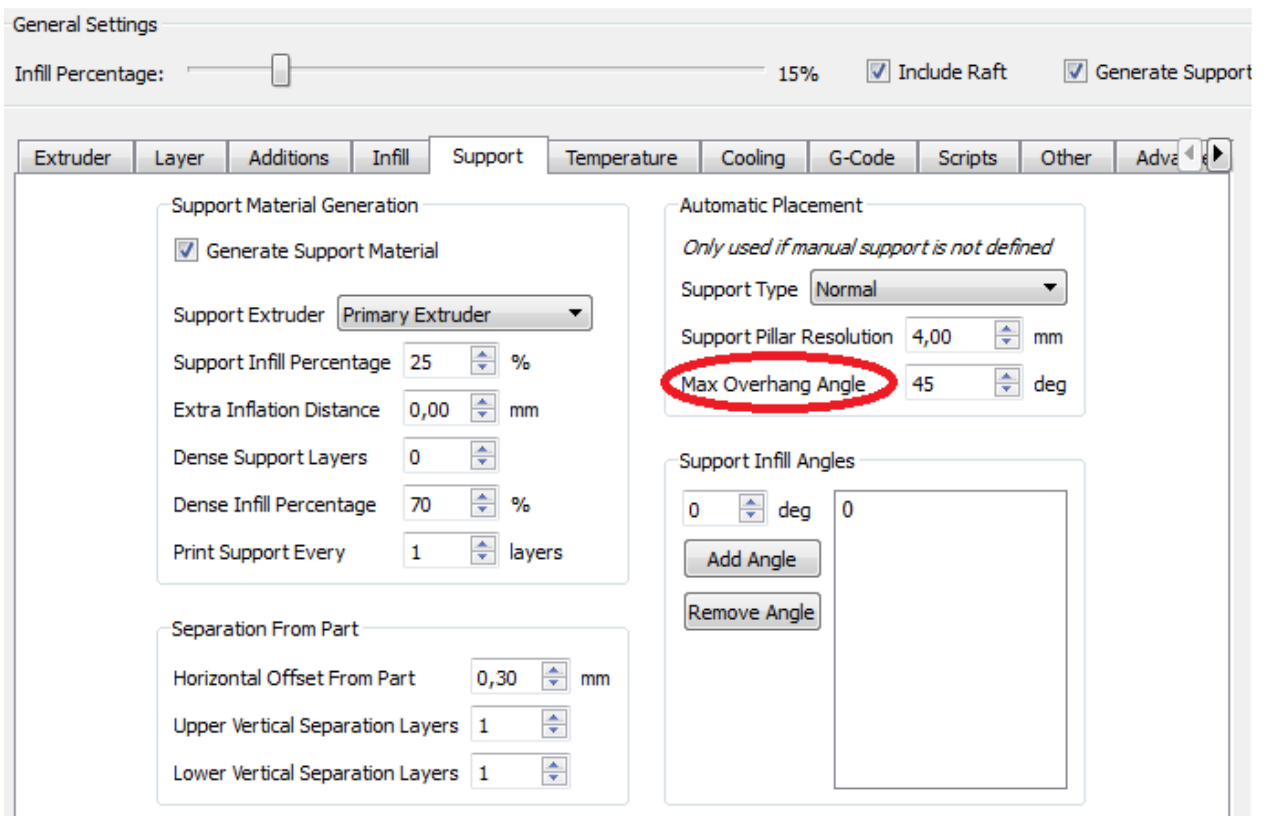 General Settings
Infill Percentage: 15% Include Raft Generate Support
Extruder Layer Additions Infill Support Temperature Cooling G-Code Scripts Other
Support Material Generation
Generate Support Material
Support Extruder Primary Extruder
Support Infill Percentage 25 %
Extra Inflation Distance 0,00 mm
Dense Support Layers 0
Dense Infill Percentage 70 %
Print Support Every 1 layers
Separation From Part
Horizontal Offset From Part 0,30 mm
Upper Vertical Separation Layers 1
Lower Vertical Separation Layers 1
Automatic Placement
Only used if manual support is not defined
Support Type Normal
Support Pillar Resolution 4,00 mm
Max Overhang Angle 45 deg
Support Infill Angles
0 deg 0
Add Angle
Remove Angle